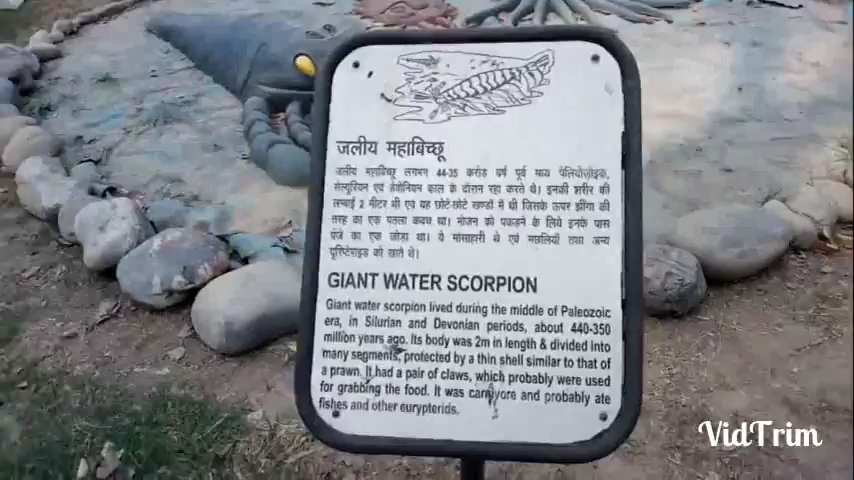 जलीय महाबिच्छू
जलीय महाबिच्छू लगभग 44-35 करोड़ वर्ष पूर्व मध्य पेलियोज़ोइक,
सेल्युरियन एवं डेवोनियन काल के दौरान रहा करते थे। इनकी शरीर की
लम्बाई 2 मीटर थी एवं यह छोटे-छोटे खण्डों में थी जिसके ऊपर झींगा की
तरह का एक पतला कवच था। भोजन को पकड़ने के लिये इनके पास
पंजे का एक जोड़ा था। ये मांसाहारी थे एवं मछलियाँ तथा अन्य
यूरिप्टेराइड को खाते थे।
GIANT WATER SCORPION
Giant water scorpion lived during the middle of Paleozoic
era, in Silurian and Devonian periods, about 440-350
million years ago. Its body was 2m in length & divided into
many segments, protected by a thin shell similar to that of
a prawn. It had a pair of claws, which probably were used
for grabbing the food. It was carnivore and probably ate
fishes and other eurypterids.
VidTrim